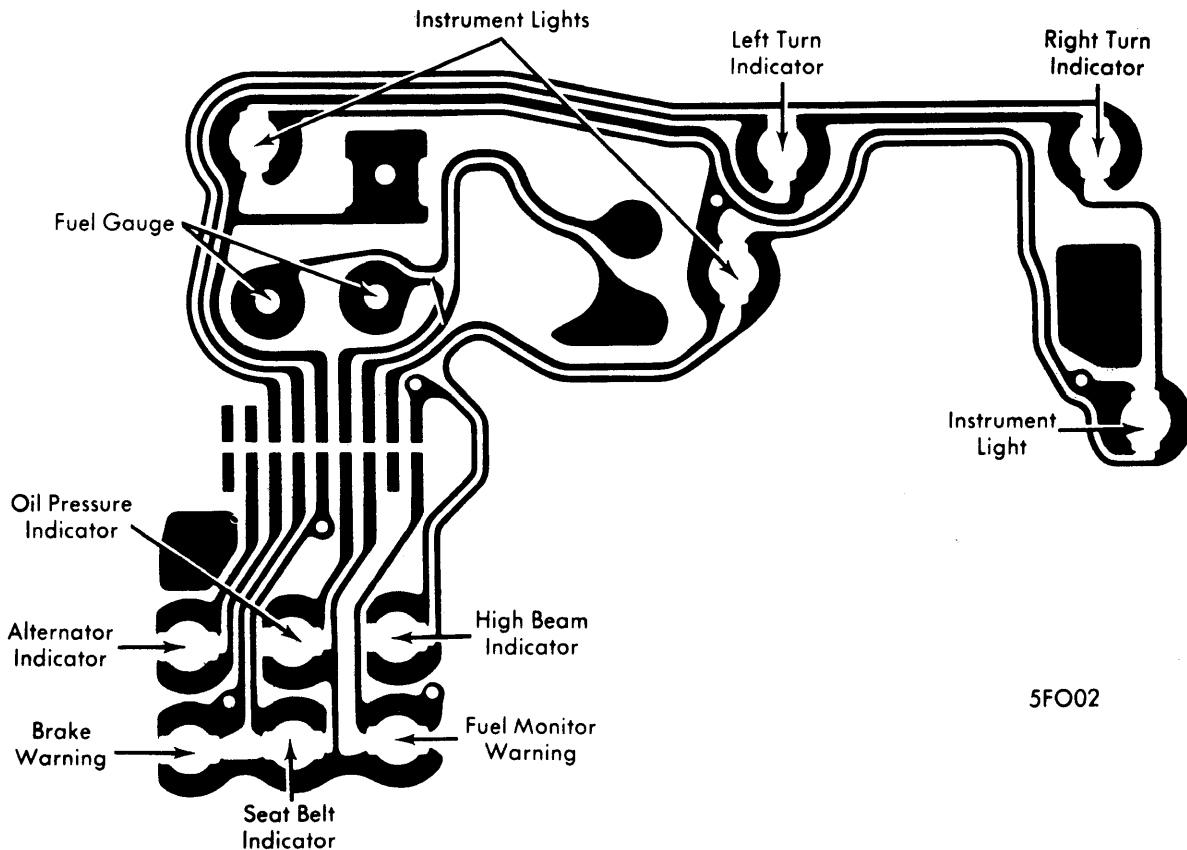 Instrument Lights
Left Turn
Indicator
Right Turn
Indicator
Fuel Gauge
Instrument
Light
Oil Pressure
Indicator
Alternator
Indicator
High Beam
Indicator
5FO02
Brake
Warning
Fuel Monitor
Warning
Seat Belt
Indicator